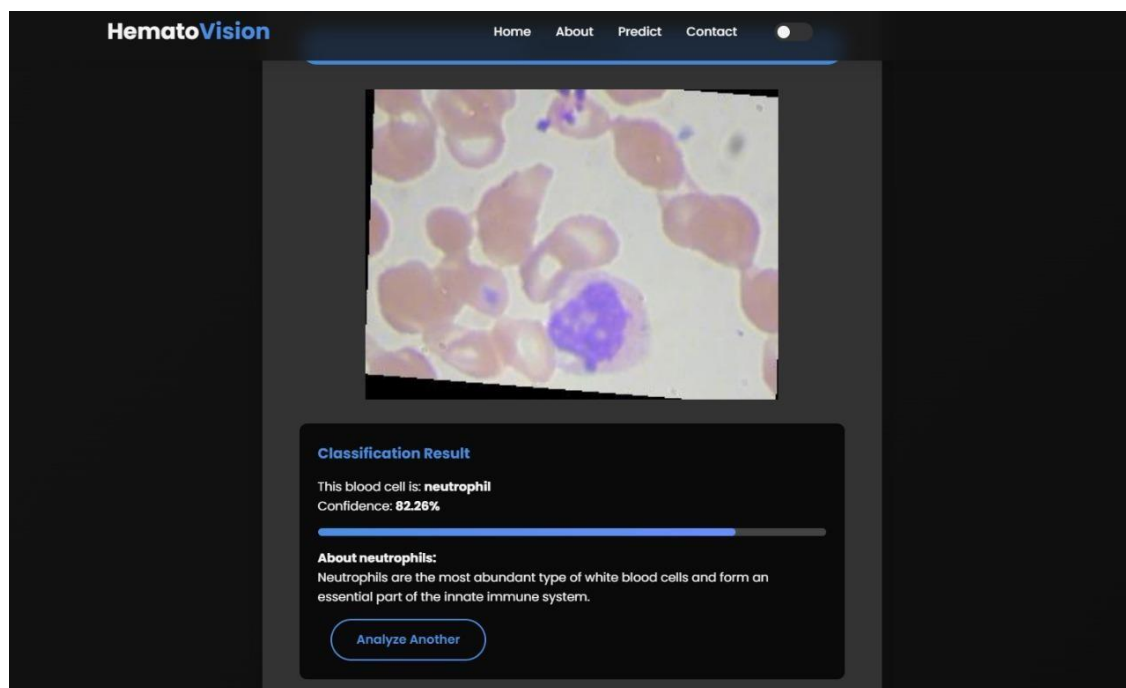 HematoVision
Home About Predict Contact
Classification Result
This blood cell is: neutrophil
Confidence: 82.26%
About neutrophils:
Neutrophils are the most abundant type of white blood cells and form an
essential part of the innate immune system.
Analyze Another